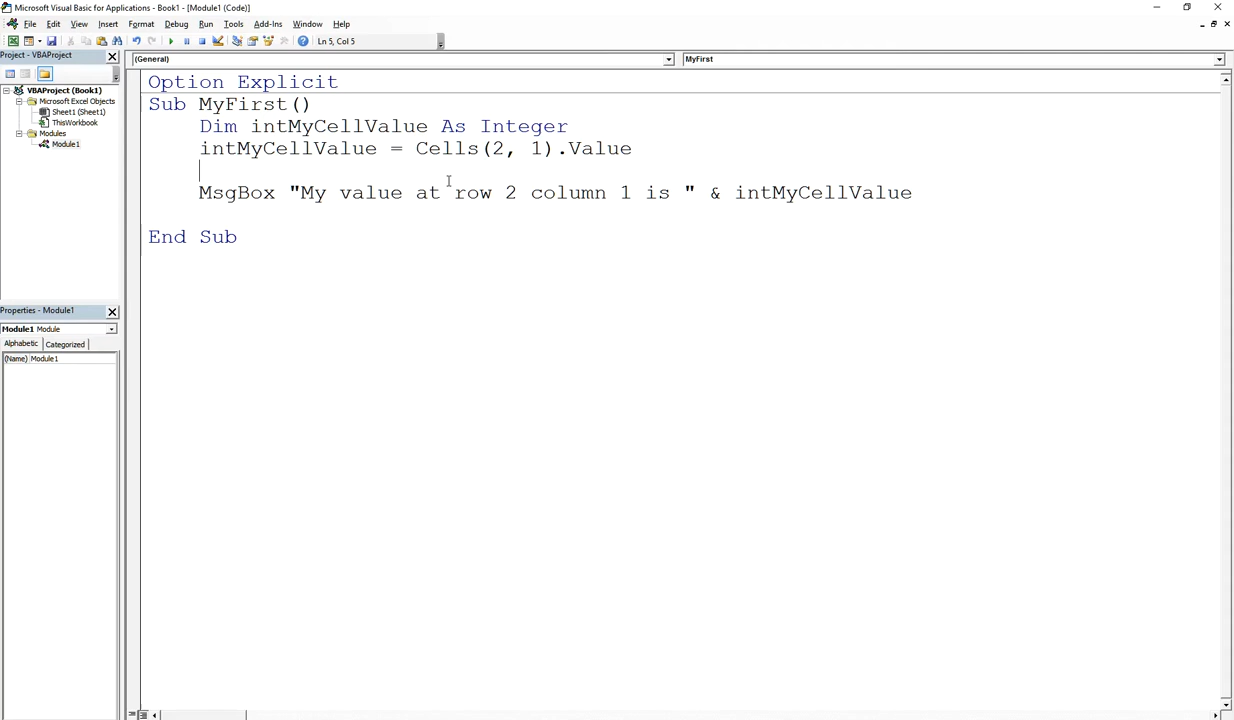 Microsoft Visual Basic for Applications - Book1 - [Module1 (Code)]
File Edit View Insert Format Debug Run Tools Add-Ins Window Help
Ln 5, Col 5
Project - VBAProject
(General) MyFirst
VBAProject (Book1)
Microsoft Excel Objects
Sheet1 (Sheet1)
ThisWorkbook
Modules
Module1
Option Explicit
Sub MyFirst()
Dim intMyCellValue As Integer
intMyCellValue = Cells(2, 1).Value
MsgBox "My value at row 2 column 1 is " & intMyCellValue
End Sub
Properties - Module1
Module1 Module
Alphabetic Categorized
(Name) Module1